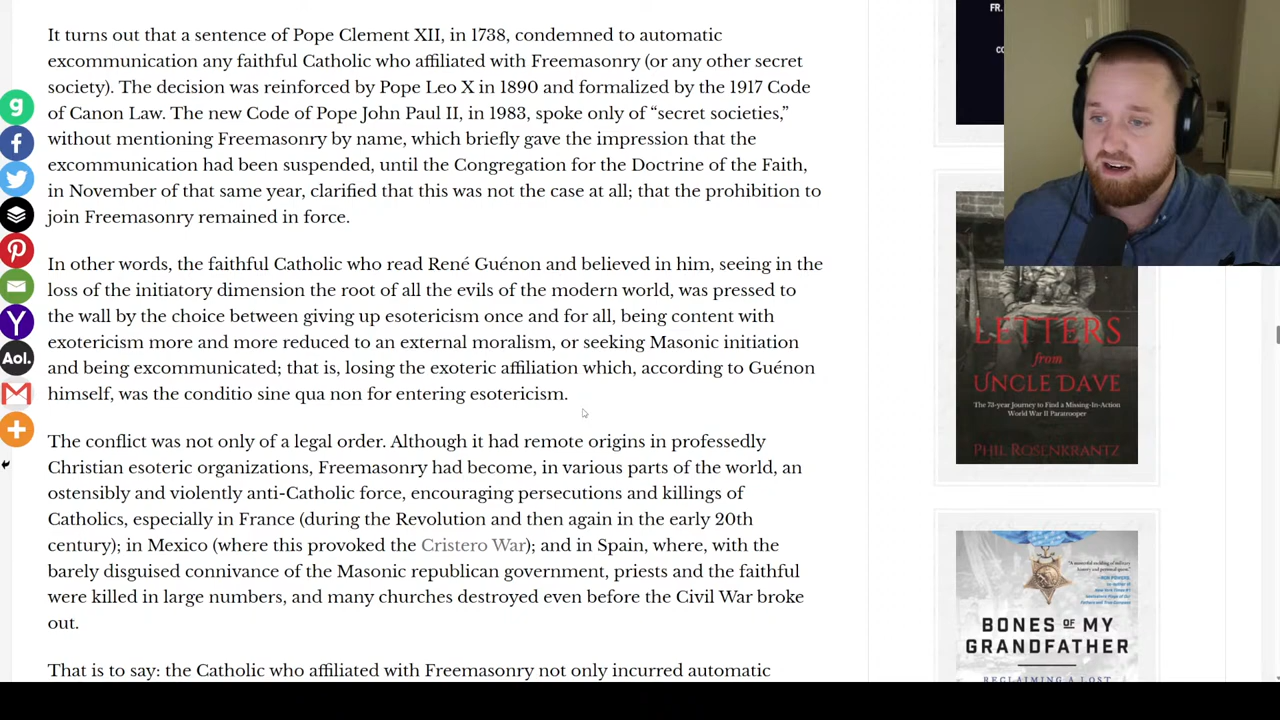 It turns out that a sentence of Pope Clement XII, in 1738, condemned to automatic
excommunication any faithful Catholic who affiliated with Freemasonry (or any other secret
society). The decision was reinforced by Pope Leo X in 1890 and formalized by the 1917 Code
of Canon Law. The new Code of Pope John Paul II, in 1983, spoke only of “secret societies,”
without mentioning Freemasonry by name, which briefly gave the impression that the
excommunication had been suspended, until the Congregation for the Doctrine of the Faith,
in November of that same year, clarified that this was not the case at all; that the prohibition to
join Freemasonry remained in force.
In other words, the faithful Catholic who read René Guénon and believed in him, seeing in the
loss of the initiatory dimension the root of all the evils of the modern world, was pressed to
the wall by the choice between giving up esotericism once and for all, being content with
exotericism more and more reduced to an external moralism, or seeking Masonic initiation
and being excommunicated; that is, losing the exoteric affiliation which, according to Guénon
himself, was the conditio sine qua non for entering esotericism.
The conflict was not only of a legal order. Although it had remote origins in professedly
Christian esoteric organizations, Freemasonry had become, in various parts of the world, an
ostensibly and violently anti-Catholic force, encouraging persecutions and killings of
Catholics, especially in France (during the Revolution and then again in the early 20th
century); in Mexico (where this provoked the Cristero War); and in Spain, where, with the
barely disguised connivance of the Masonic republican government, priests and the faithful
were killed in large numbers, and many churches destroyed even before the Civil War broke
out.
That is to say: the Catholic who affiliated with Freemasonry not only incurred automatic
g
Aol.
FR.
LETTERS
from
UNCLE DAVE
The 73-year Journey to Find a Missing-In-Action
World War II Paratrooper
PHIL ROSENKRANTZ
BONES OF MY
GRANDFATHER
RECLAIMING A LOST